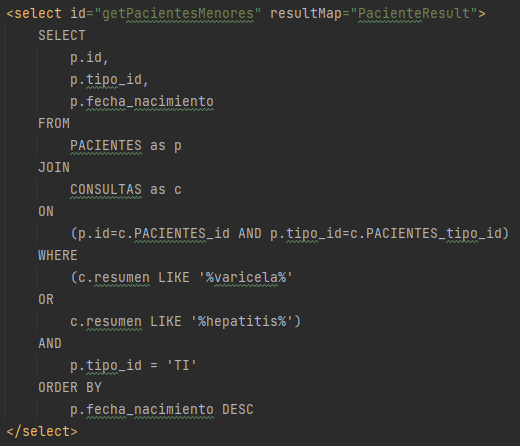 <select id="getPacientesMenores" resultMap="PacienteResult">
SELECT
p.id,
p.tipo_id,
p.fecha_nacimiento
FROM
PACIENTES as p
JOIN
CONSULTAS as c
ON
(p.id=c.PACIENTES_id AND p.tipo_id=c.PACIENTES_tipo_id)
WHERE
(c.resumen LIKE '%varicela%'
OR
c.resumen LIKE '%hepatitis%')
AND
p.tipo_id = 'TI'
ORDER BY
p.fecha_nacimiento DESC
</select>